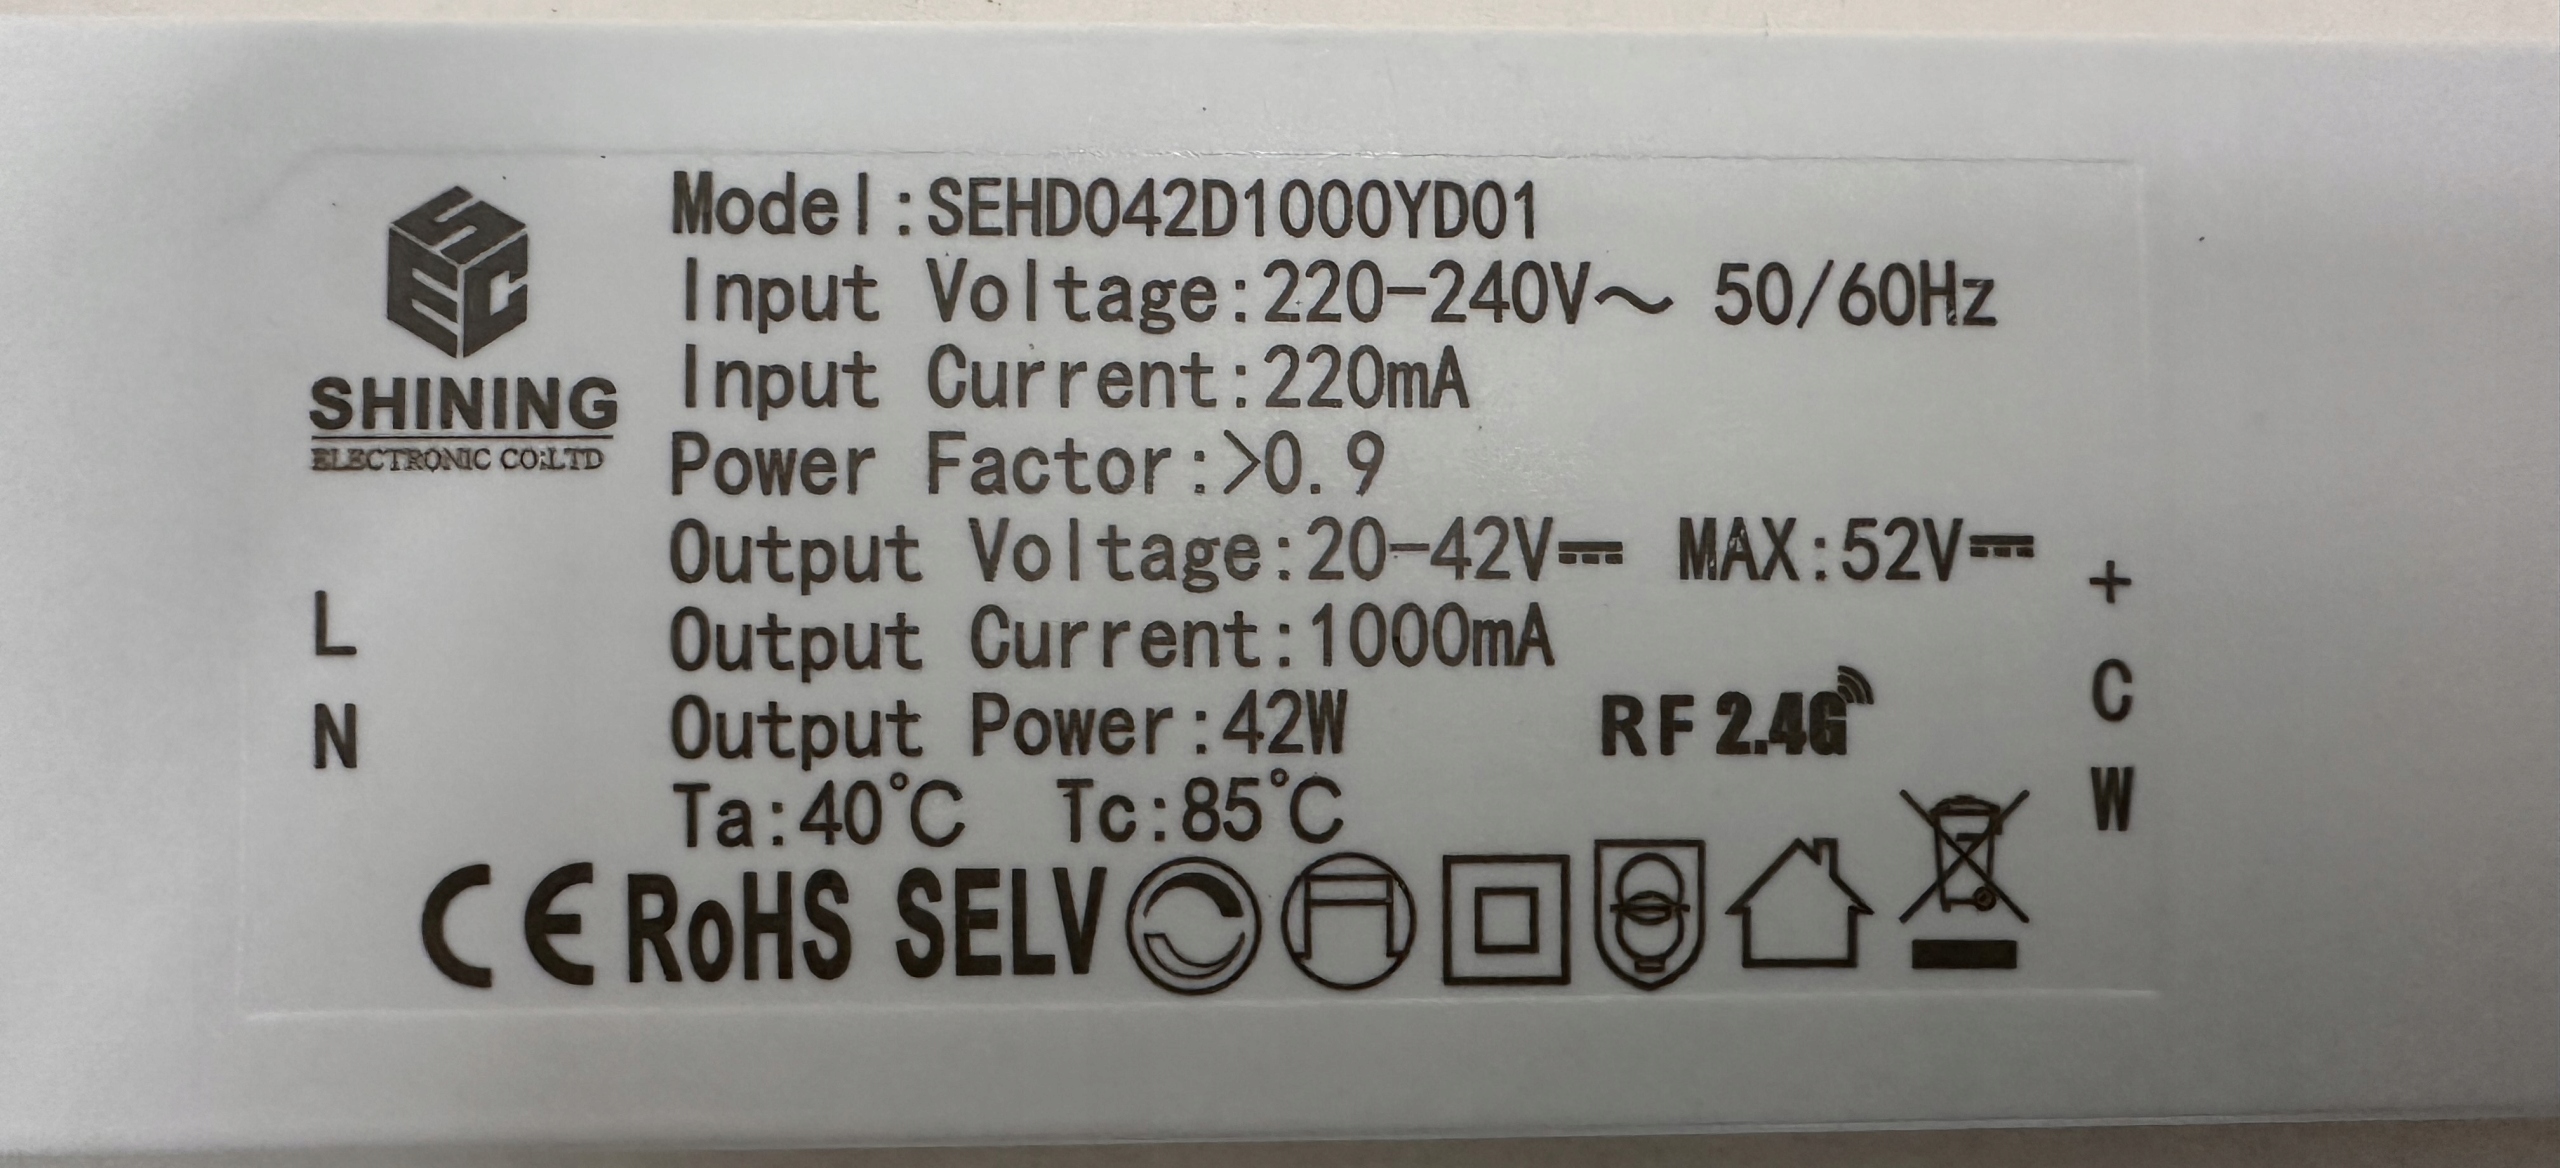 SEC
SHINING
ELECTRONIC CO:LTD
Model:SEHD042D1000YD01
Input Voltage:220-240V～ 50/60Hz
Input Current:220mA
Power Factor:>0.9
Output Voltage:20-42V⎓ MAX:52V⎓
Output Current:1000mA
Output Power:42W
RF 2.4G
Ta:40℃ Tc:85℃
L
N
+
C
W
CE RoHS SELV